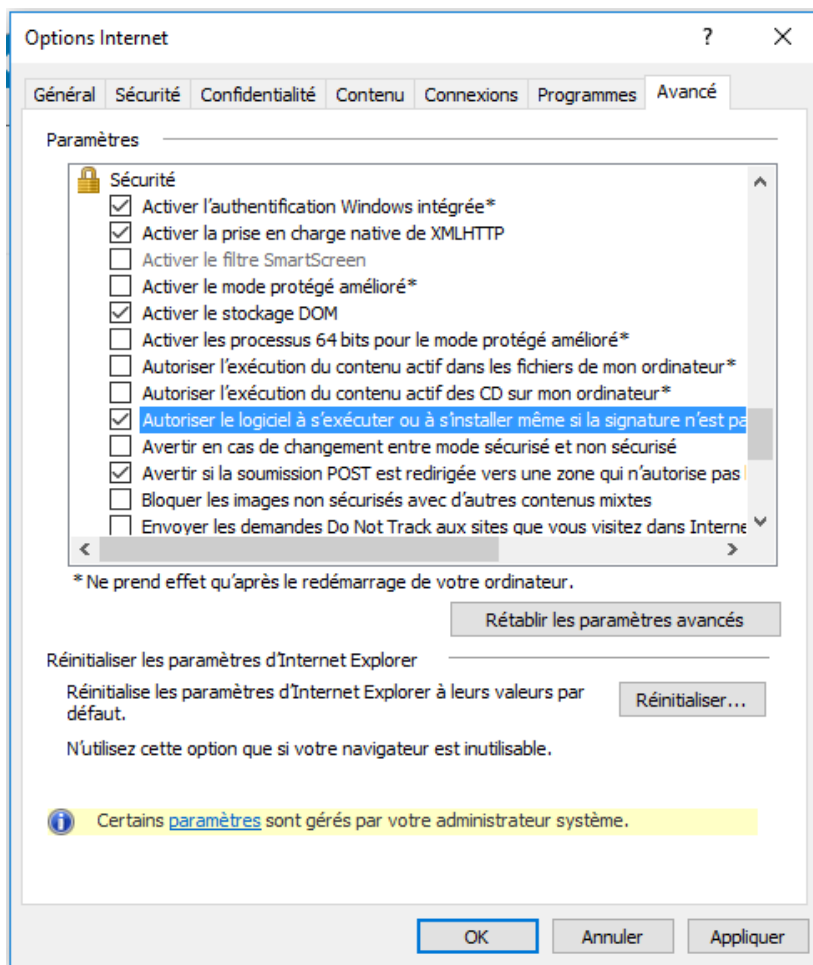 Options Internet
?
Général Sécurité Confidentialité Contenu Connexions Programmes Avancé
Paramètres
Sécurité
Activer l'authentification Windows intégrée*
Activer la prise en charge native de XMLHTTP
Activer le filtre SmartScreen
Activer le mode protégé amélioré*
Activer le stockage DOM
Activer les processus 64 bits pour le mode protégé amélioré*
Autoriser l'exécution du contenu actif dans les fichiers de mon ordinateur*
Autoriser l'exécution du contenu actif des CD sur mon ordinateur*
Autoriser le logiciel à s'exécuter ou à s'installer même si la signature n'est pa
Avertir en cas de changement entre mode sécurisé et non sécurisé
Avertir si la soumission POST est redirigée vers une zone qui n'autorise pas
Bloquer les images non sécurisés avec d'autres contenus mixtes
Envoyer les demandes Do Not Track aux sites que vous visitez dans Interne
* Ne prend effet qu'après le redémarrage de votre ordinateur.
Rétablir les paramètres avancés
Réinitialiser les paramètres d'Internet Explorer
Réinitialise les paramètres d'Internet Explorer à leurs valeurs par
défaut.
Réinitialiser...
N'utilisez cette option que si votre navigateur est inutilisable.
Certains paramètres sont gérés par votre administrateur système.
OK Annuler Appliquer